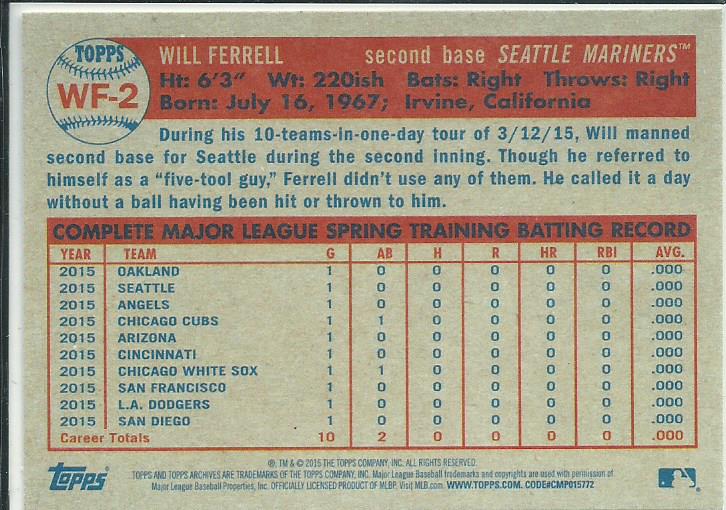 TOPPS
WF-2
WILL FERRELL second base SEATTLE MARINERS™
Ht: 6'3" Wt: 220ish Bats: Right Throws: Right
Born: July 16, 1967; Irvine, California
During his 10-teams-in-one-day tour of 3/12/15, Will manned
second base for Seattle during the second inning. Though he referred to
himself as a "five-tool guy," Ferrell didn't use any of them. He called it a day
without a ball having been hit or thrown to him.
COMPLETE MAJOR LEAGUE SPRING TRAINING BATTING RECORD
YEAR TEAM G AB H R HR RBI AVG.
2015 OAKLAND 1 0 0 0 0 0 .000
2015 SEATTLE 1 0 0 0 0 0 .000
2015 ANGELS 1 0 0 0 0 0 .000
2015 CHICAGO CUBS 1 1 0 0 0 0 .000
2015 ARIZONA 1 0 0 0 0 0 .000
2015 CINCINNATI 1 0 0 0 0 0 .000
2015 CHICAGO WHITE SOX 1 1 0 0 0 0 .000
2015 SAN FRANCISCO 1 0 0 0 0 0 .000
2015 L.A. DODGERS 1 0 0 0 0 0 .000
2015 SAN DIEGO 1 0 0 0 0 0 .000
Career Totals 10 2 0 0 0 0 .000
Topps
®, TM & © 2015 THE TOPPS COMPANY, INC. ALL RIGHTS RESERVED.
TOPPS AND TOPPS ARCHIVES ARE TRADEMARKS OF THE TOPPS COMPANY, INC. Major League Baseball trademarks and copyrights are used with permission of
Major League Baseball Properties, Inc. OFFICIALLY LICENSED PRODUCT OF MLBP. Visit MLB.com. WWW.TOPPS.COM. CODE#CMP015772